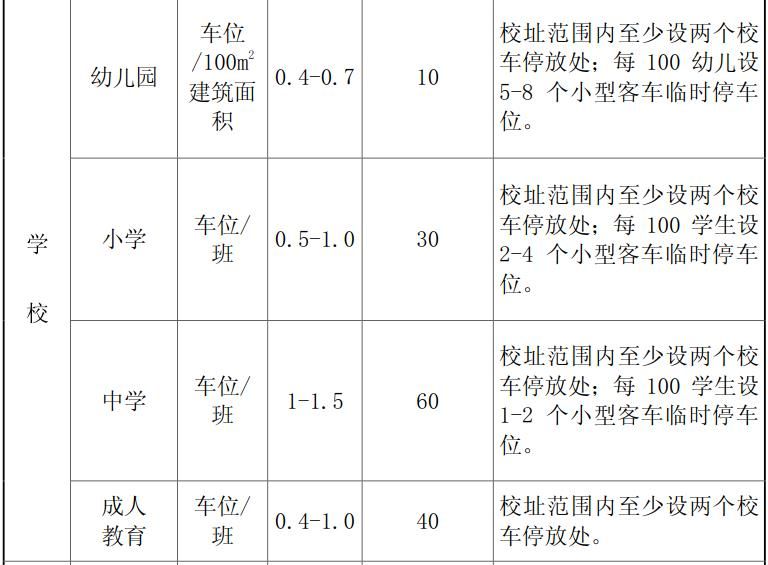 学
校
幼儿园
车位
/100m²
建筑面
积
0.4-0.7
10
校址范围内至少设两个校
车停放处；每 100 幼儿设
5-8 个小型客车临时停车
位。
小学
车位/
班
0.5-1.0
30
校址范围内至少设两个校
车停放处；每 100 学生设
2-4 个小型客车临时停车
位。
中学
车位/
班
1-1.5
60
校址范围内至少设两个校
车停放处；每 100 学生设
1-2 个小型客车临时停车
位。
成人
教育
车位/
班
0.4-1.0
40
校址范围内至少设两个校
车停放处。